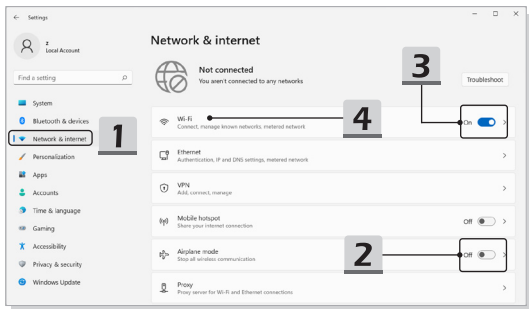 Settings
z
Local Account
Find a setting
System
Bluetooth & devices
Network & internet
Personalization
Apps
Accounts
Time & language
Gaming
Accessibility
Privacy & security
Windows Update
1
Network & internet
Not connected
You aren't connected to any networks
Troubleshoot
3
Wi-Fi
Connect, manage known networks, metered network
4
On
Ethernet
Authentication, IP and DNS settings, metered network
VPN
Add, connect, manage
Mobile hotspot
Share your internet connection
Off
Airplane mode
Stop all wireless communication
2
Off
Proxy
Proxy server for Wi-Fi and Ethernet connections